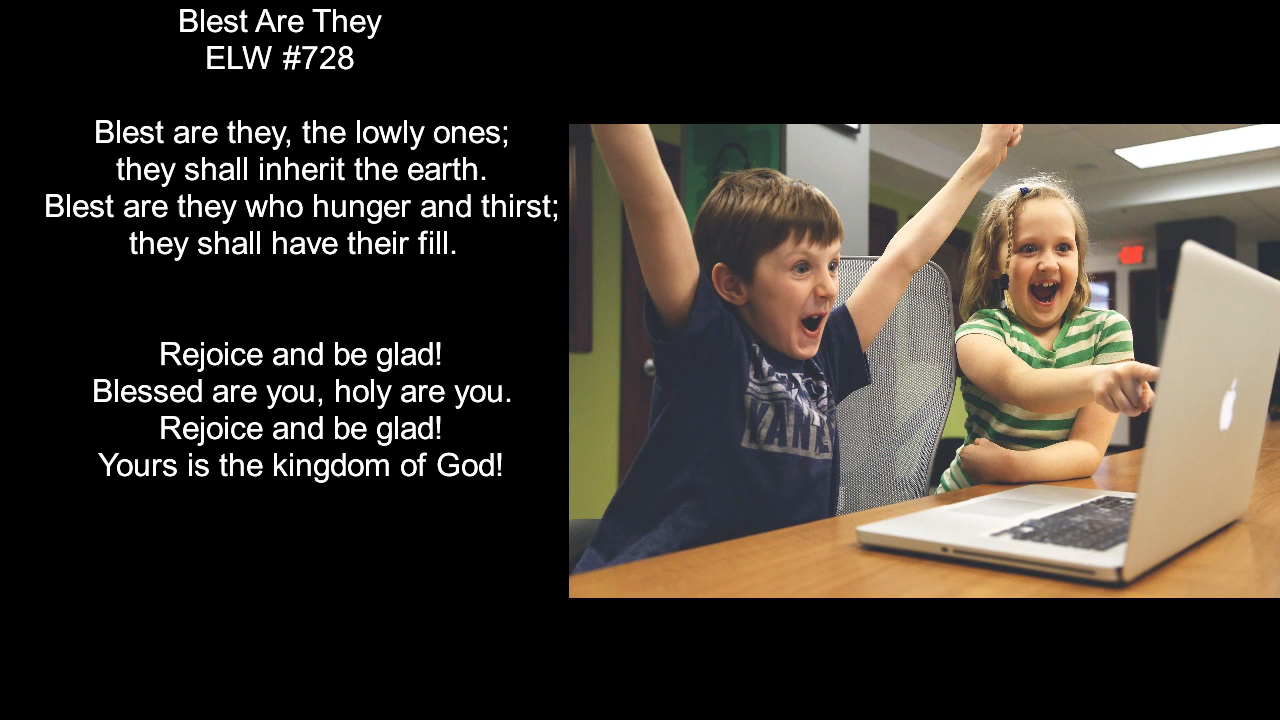 Blest Are They
ELW #728
Blest are they, the lowly ones;
they shall inherit the earth.
Blest are they who hunger and thirst;
they shall have their fill.
Rejoice and be glad!
Blessed are you, holy are you.
Rejoice and be glad!
Yours is the kingdom of God!